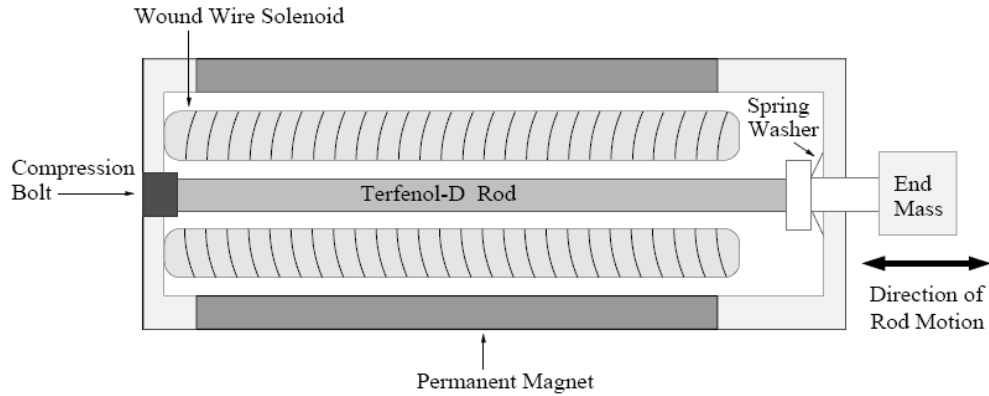 Wound Wire Solenoid
Spring
Washer
Compression
Bolt
Terfenol-D Rod
End
Mass
Direction of
Rod Motion
Permanent Magnet